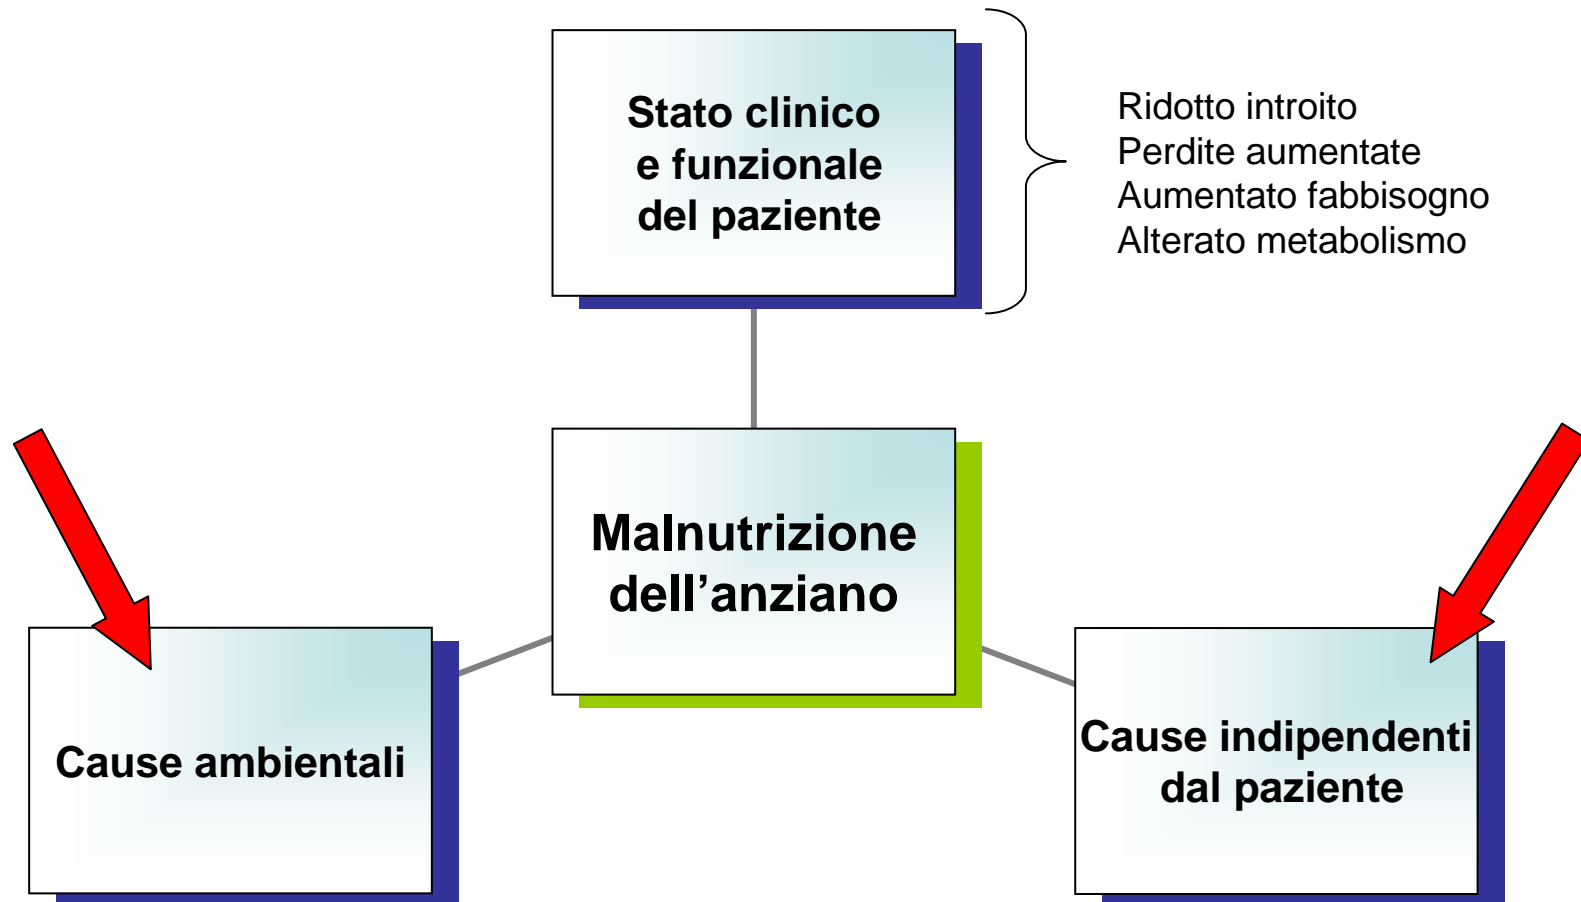 Stato clinico
e funzionale
del paziente
Ridotto introito
Perdite aumentate
Aumentato fabbisogno
Alterato metabolismo
Malnutrizione
dell’anziano
Cause ambientali
Cause indipendenti
dal paziente